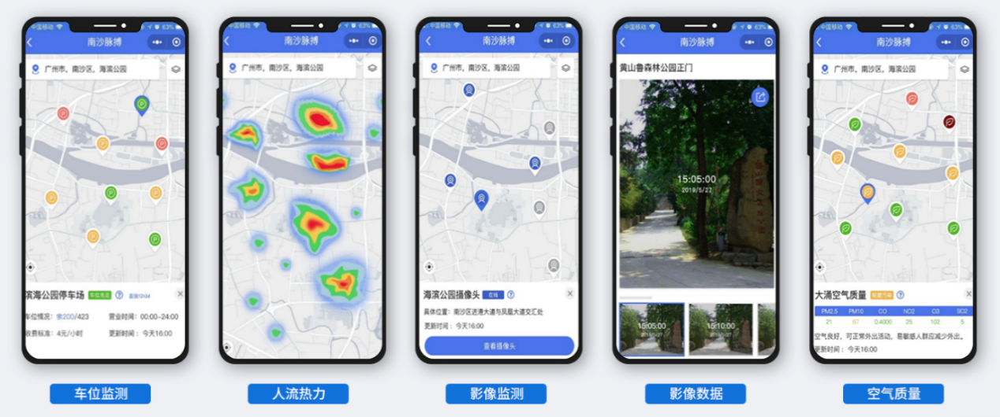 中国移动 63%
南沙脉搏
广州市，南沙区，海滨公园
滨海公园停车场 车位充足 ?
车位情况：余200/423 营业时间：00:00~24:00
收费标准：4元/小时 更新时间：今天16:00
车位监测
中国移动 63%
南沙脉搏
广州市，南沙区，海滨公园
人流热力
中国移动 63%
南沙脉搏
广州市，南沙区，海滨公园
海滨公园摄像头 在线 ?
具体位置：南沙区进港大道与凤凰大道交汇处
更新时间：今天16:00
查看摄像头
影像监测
中国移动 63%
南沙脉搏
黄山鲁森林公园正门
15:05:00
2019/5/27
15:05:00
2019/5/27
15:10:00
2019/5/27
影像数据
中国移动 63%
南沙脉搏
广州市，南沙区，海滨公园
大涌空气质量 轻度污染 ?
PM2.5 PM10 CO NO2 O3 SO2
21 67 0.4000 25 102 5
空气良好，可正常外出活动，易敏感人群应减少外出。
更新时间：今天16:00
空气质量